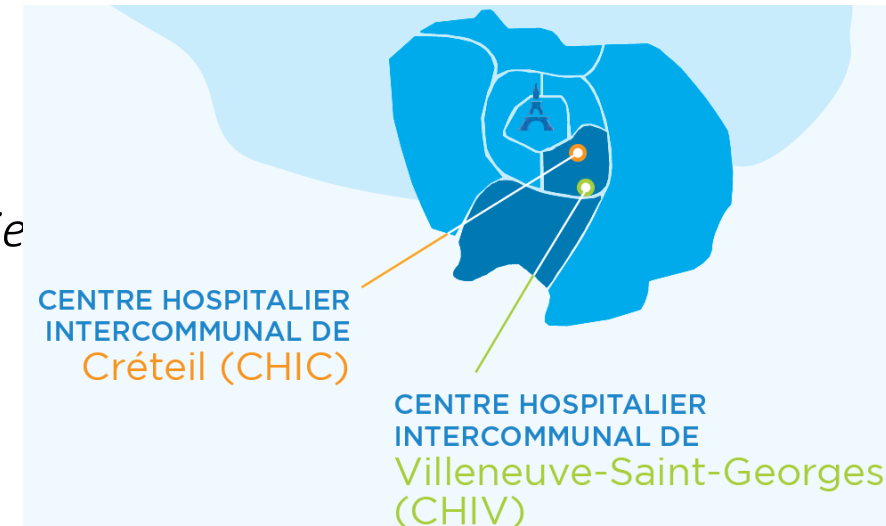 CENTRE HOSPITALIER
INTERCOMMUNAL DE
Créteil (CHIC)
CENTRE HOSPITALIER
INTERCOMMUNAL DE
Villeneuve-Saint-Georges
(CHIV)